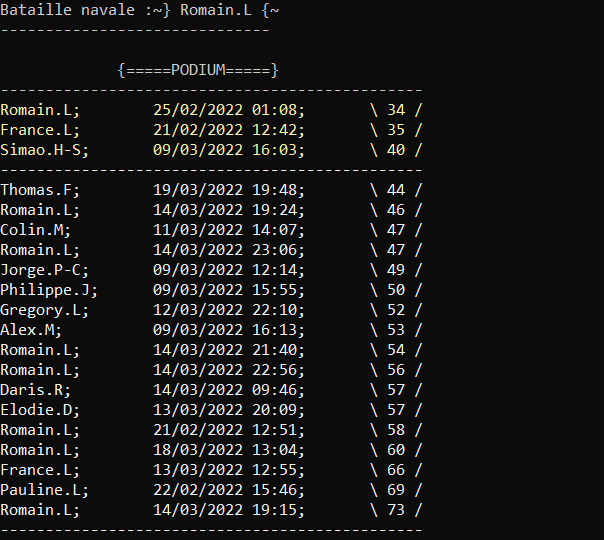 Bataille navale :~} Romain.L {~
------------------------------
{=====PODIUM=====}
-----------------------------------------------
Romain.L; 25/02/2022 01:08; \ 34 /
France.L; 21/02/2022 12:42; \ 35 /
Simao.H-S; 09/03/2022 16:03; \ 40 /
-----------------------------------------------
Thomas.F; 19/03/2022 19:48; \ 44 /
Romain.L; 14/03/2022 19:24; \ 46 /
Colin.M; 11/03/2022 14:07; \ 47 /
Romain.L; 14/03/2022 23:06; \ 47 /
Jorge.P-C; 09/03/2022 12:14; \ 49 /
Philippe.J; 09/03/2022 15:55; \ 50 /
Gregory.L; 12/03/2022 22:10; \ 52 /
Alex.M; 09/03/2022 16:13; \ 53 /
Romain.L; 14/03/2022 21:40; \ 54 /
Romain.L; 14/03/2022 22:56; \ 56 /
Daris.R; 14/03/2022 09:46; \ 57 /
Elodie.D; 13/03/2022 20:09; \ 57 /
Romain.L; 21/02/2022 12:51; \ 58 /
Romain.L; 18/03/2022 13:04; \ 60 /
France.L; 13/03/2022 12:55; \ 66 /
Pauline.L; 22/02/2022 15:46; \ 69 /
Romain.L; 14/03/2022 19:15; \ 73 /
-----------------------------------------------